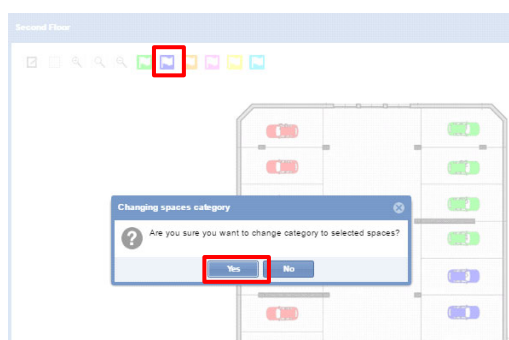 Second Floor
Changing spaces category
Are you sure you want to change category to selected spaces?
Yes No